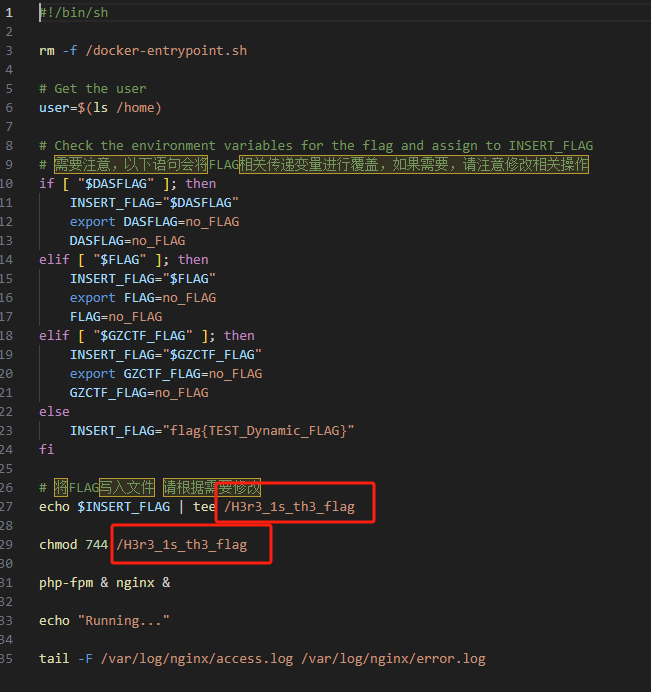 1 #!/bin/sh
2
3 rm -f /docker-entrypoint.sh
4
5 # Get the user
6 user=$(ls /home)
7
8 # Check the environment variables for the flag and assign to INSERT_FLAG
9 # 需要注意，以下语句会将FLAG相关传递变量进行覆盖，如果需要，请注意修改相关操作
10 if [ "$DASFLAG" ]; then
11 INSERT_FLAG="$DASFLAG"
12 export DASFLAG=no_FLAG
13 DASFLAG=no_FLAG
14 elif [ "$FLAG" ]; then
15 INSERT_FLAG="$FLAG"
16 export FLAG=no_FLAG
17 FLAG=no_FLAG
18 elif [ "$GZCTF_FLAG" ]; then
19 INSERT_FLAG="$GZCTF_FLAG"
20 export GZCTF_FLAG=no_FLAG
21 GZCTF_FLAG=no_FLAG
22 else
23 INSERT_FLAG="flag{TEST_Dynamic_FLAG}"
24 fi
25
26 # 将FLAG写入文件 请根据需要修改
27 echo $INSERT_FLAG | tee /H3r3_1s_th3_flag
28
29 chmod 744 /H3r3_1s_th3_flag
30
31 php-fpm & nginx &
32
33 echo "Running..."
34
35 tail -F /var/log/nginx/access.log /var/log/nginx/error.log